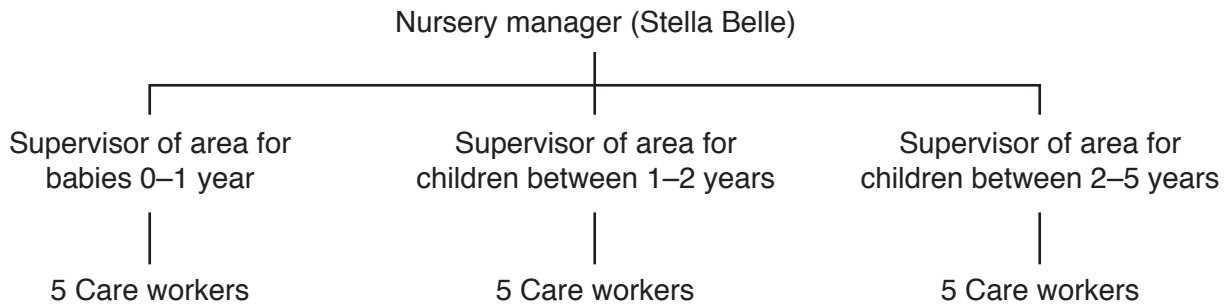 Nursery manager (Stella Belle)
Supervisor of area for
babies 0–1 year
Supervisor of area for
children between 1–2 years
Supervisor of area for
children between 2–5 years
5 Care workers
5 Care workers
5 Care workers